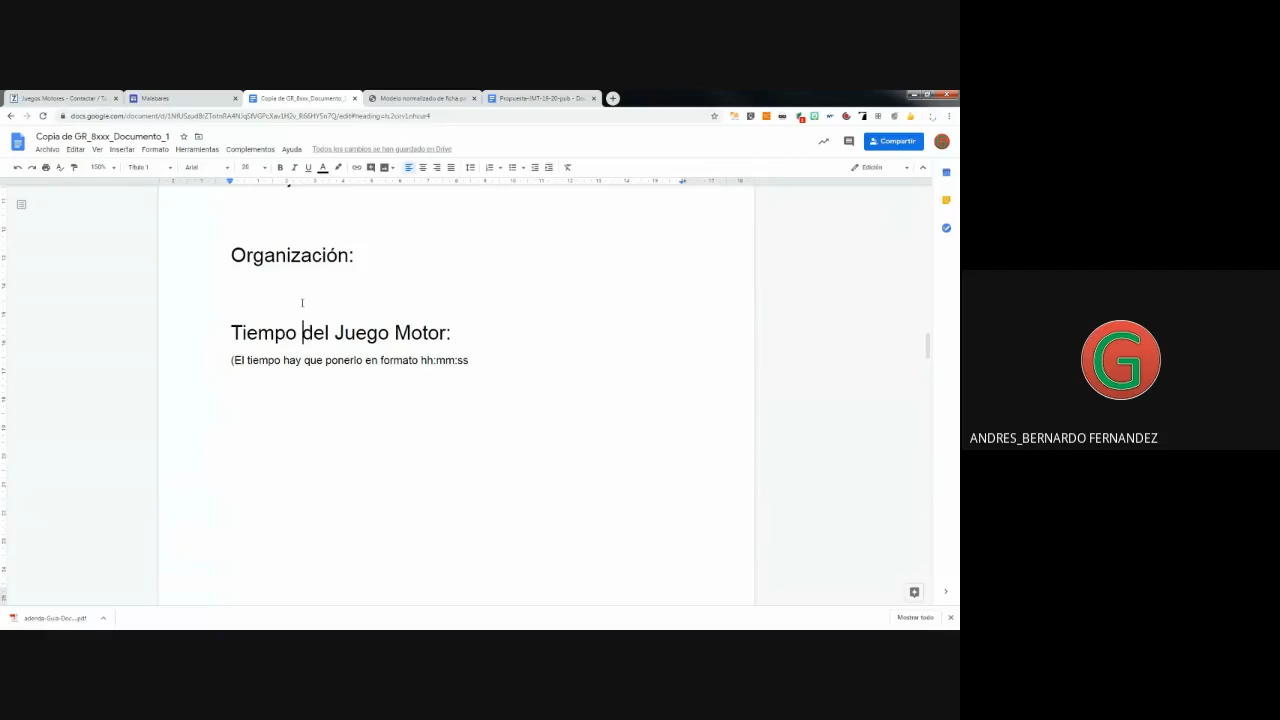 Juegos Motores - Contactar / Tu
Malabares
Copia de GR_8xxx_Documento_1
Modelo normalizado de ficha pa
Propuesta-JMT-19-20-pub - Do
Copia de GR_8xxx_Documento_1
Archivo Editar Ver Insertar Formato Herramientas Complementos Ayuda Todos los cambios se han guardado en Drive
Compartir
150% Título 1 Arial 20
Edición
Organización:
Tiempo del Juego Motor:
(El tiempo hay que ponerlo en formato hh:mm:ss
G
ANDRES_BERNARDO FERNANDEZ
adenda-Guia-Doc....pdf
Mostrar todo